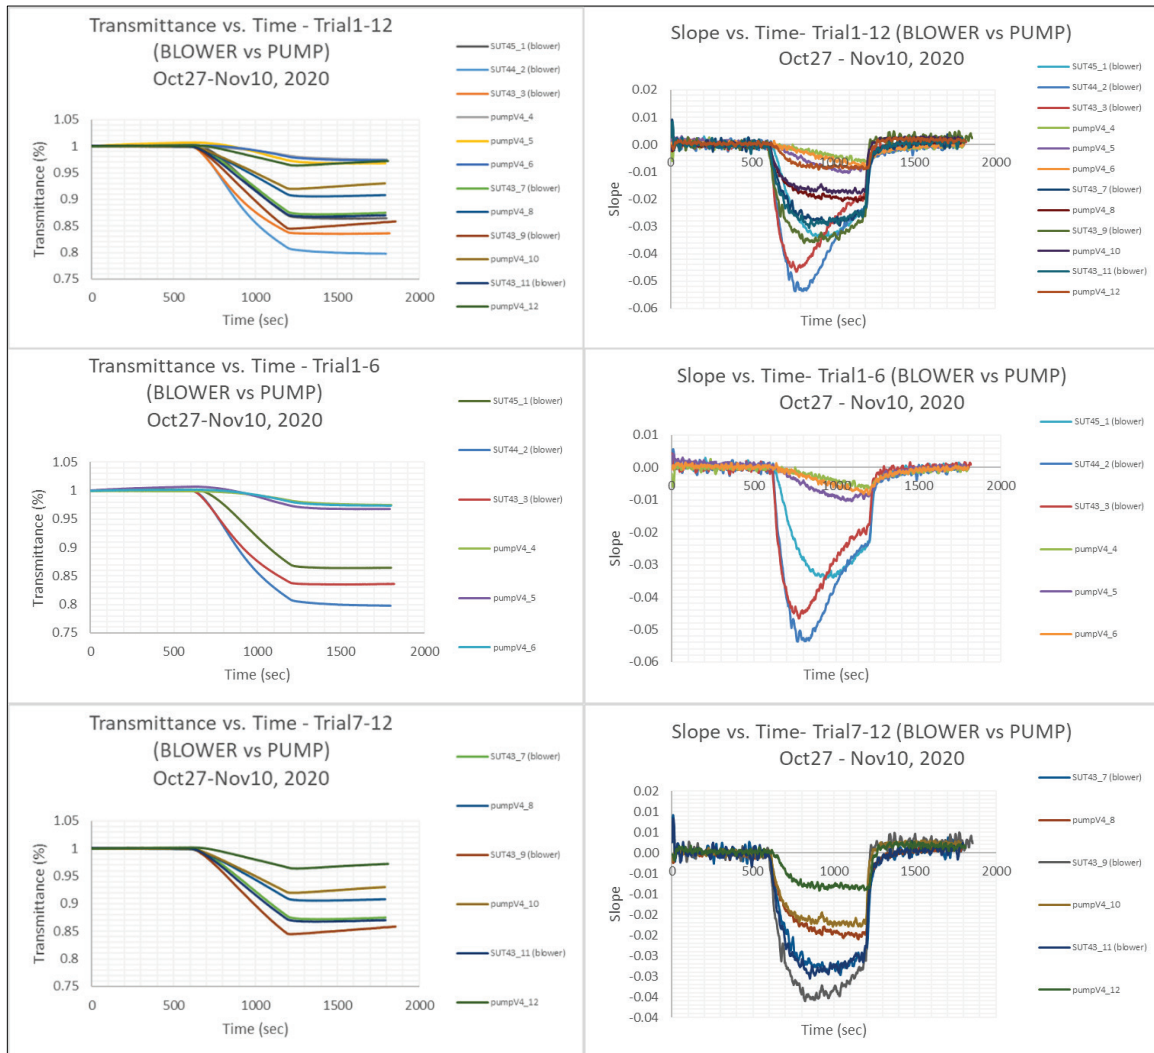 Transmittance vs. Time - Trial1-12
(BLOWER vs PUMP)
Oct27-Nov10, 2020
1.05
1
0.95
0.9
0.85
0.8
0.75
0
500
1000
1500
2000
Transmittance (%)
Time (sec)
SUT45_1 (blower)
SUT44_2 (blower)
SUT43_3 (blower)
pumpV4_4
pumpV4_5
pumpV4_6
SUT43_7 (blower)
pumpV4_8
SUT43_9 (blower)
pumpV4_10
SUT43_11 (blower)
pumpV4_12
Slope vs. Time- Trial1-12 (BLOWER vs PUMP)
Oct27 - Nov10, 2020
0.02
0.01
0.00
-0.01
-0.02
-0.03
-0.04
-0.05
-0.06
0
500
1000
1500
2000
Slope
Time (sec)
SUT45_1 (blower)
SUT44_2 (blower)
SUT43_3 (blower)
pumpV4_4
pumpV4_5
pumpV4_6
SUT43_7 (blower)
pumpV4_8
SUT43_9 (blower)
pumpV4_10
SUT43_11 (blower)
pumpV4_12
Transmittance vs. Time - Trial1-6
(BLOWER vs PUMP)
Oct27-Nov10, 2020
1.05
1
0.95
0.9
0.85
0.8
0.75
0
500
1000
1500
2000
Transmittance (%)
Time (sec)
SUT45_1 (blower)
SUT44_2 (blower)
SUT43_3 (blower)
pumpV4_4
pumpV4_5
pumpV4_6
Slope vs. Time- Trial1-6 (BLOWER vs PUMP)
Oct27 - Nov10, 2020
0.01
0.00
-0.01
-0.02
-0.03
-0.04
-0.05
-0.06
0
500
1000
1500
2000
Slope
Time (sec)
SUT45_1 (blower)
SUT44_2 (blower)
SUT43_3 (blower)
pumpV4_4
pumpV4_5
pumpV4_6
Transmittance vs. Time - Trial7-12
(BLOWER vs PUMP)
Oct27-Nov10, 2020
1.05
1
0.95
0.9
0.85
0.8
0.75
0
500
1000
1500
2000
Transmittance (%)
Time (sec)
SUT43_7 (blower)
pumpV4_8
SUT43_9 (blower)
pumpV4_10
SUT43_11 (blower)
pumpV4_12
Slope vs. Time- Trial7-12 (BLOWER vs PUMP)
Oct27 - Nov10, 2020
0.02
0.01
0.01
0.00
-0.01
-0.01
-0.02
-0.02
-0.03
-0.03
-0.04
-0.04
0
500
1000
1500
2000
Slope
Time (sec)
SUT43_7 (blower)
pumpV4_8
SUT43_9 (blower)
pumpV4_10
SUT43_11 (blower)
pumpV4_12